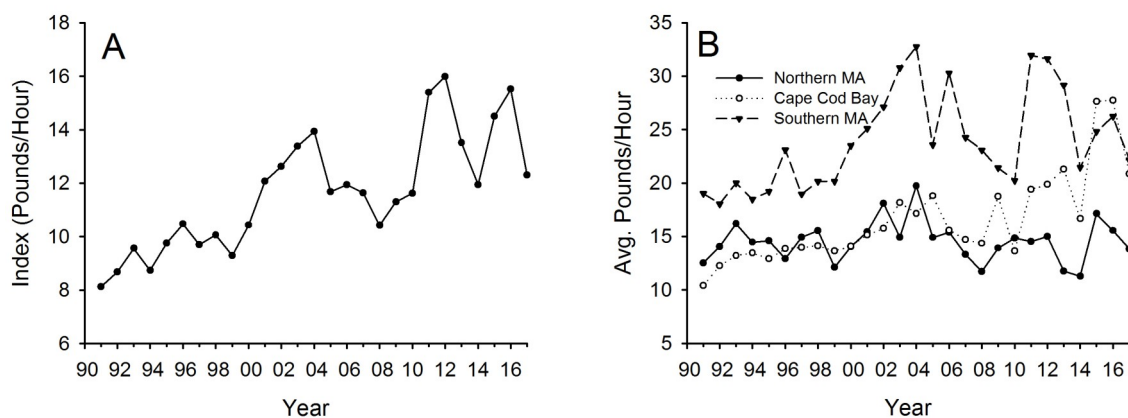 A
Index (Pounds/Hour)
18
16
14
12
10
8
6
90 92 94 96 98 00 02 04 06 08 10 12 14 16
Year
B
Avg. Pounds/Hour
35
30
25
20
15
10
5
Northern MA
Cape Cod Bay
Southern MA
90 92 94 96 98 00 02 04 06 08 10 12 14 16
Year